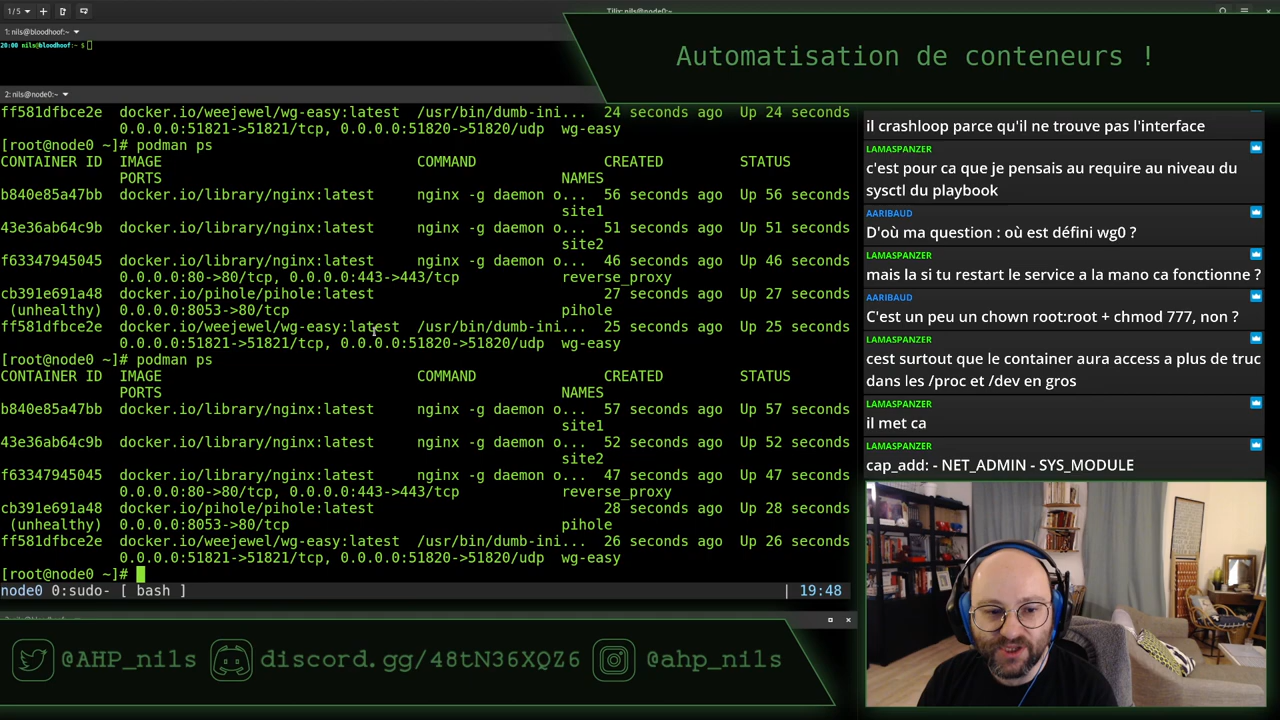 1/5
Tilix: nils@node0:~
1: nils@bloodhoof:~
20:00 nils@bloodhoof:~ $
Automatisation de conteneurs !
2: nils@node0:~
ff581dfbce2e  docker.io/weejewel/wg-easy:latest  /usr/bin/dumb-ini...  24 seconds ago  Up 24 seconds
0.0.0.0:51821->51821/tcp, 0.0.0.0:51820->51820/udp  wg-easy
[root@node0 ~]# podman ps
CONTAINER ID  IMAGE  COMMAND  CREATED  STATUS
PORTS  NAMES
b840e85a47bb  docker.io/library/nginx:latest  nginx -g daemon o...  56 seconds ago  Up 56 seconds
site1
43e36ab64c9b  docker.io/library/nginx:latest  nginx -g daemon o...  51 seconds ago  Up 51 seconds
site2
f63347945045  docker.io/library/nginx:latest  nginx -g daemon o...  46 seconds ago  Up 46 seconds
0.0.0.0:80->80/tcp, 0.0.0.0:443->443/tcp  reverse_proxy
cb391e691a48  docker.io/pihole/pihole:latest  27 seconds ago  Up 27 seconds
(unhealthy)  0.0.0.0:8053->80/tcp  pihole
ff581dfbce2e  docker.io/weejewel/wg-easy:latest  /usr/bin/dumb-ini...  25 seconds ago  Up 25 seconds
0.0.0.0:51821->51821/tcp, 0.0.0.0:51820->51820/udp  wg-easy
[root@node0 ~]# podman ps
CONTAINER ID  IMAGE  COMMAND  CREATED  STATUS
PORTS  NAMES
b840e85a47bb  docker.io/library/nginx:latest  nginx -g daemon o...  57 seconds ago  Up 57 seconds
site1
43e36ab64c9b  docker.io/library/nginx:latest  nginx -g daemon o...  52 seconds ago  Up 52 seconds
site2
f63347945045  docker.io/library/nginx:latest  nginx -g daemon o...  47 seconds ago  Up 47 seconds
0.0.0.0:80->80/tcp, 0.0.0.0:443->443/tcp  reverse_proxy
cb391e691a48  docker.io/pihole/pihole:latest  28 seconds ago  Up 28 seconds
(unhealthy)  0.0.0.0:8053->80/tcp  pihole
ff581dfbce2e  docker.io/weejewel/wg-easy:latest  /usr/bin/dumb-ini...  26 seconds ago  Up 26 seconds
0.0.0.0:51821->51821/tcp, 0.0.0.0:51820->51820/udp  wg-easy
[root@node0 ~]#
node0 0:sudo- [ bash ]  | 19:48
il crashloop parce qu'il ne trouve pas l'interface
LAMASPANZER
c'est pour ca que je pensais au require au niveau du
sysctl du playbook
AARIBAUD
D'où ma question : où est défini wg0 ?
LAMASPANZER
mais la si tu restart le service a la mano ca fonctionne ?
AARIBAUD
C'est un peu un chown root:root + chmod 777, non ?
LAMASPANZER
cest surtout que le container aura access a plus de truc
dans les /proc et /dev en gros
LAMASPANZER
il met ca
LAMASPANZER
cap_add: - NET_ADMIN - SYS_MODULE
@AHP_nils  discord.gg/48tN36XQZ6  @ahp_nils